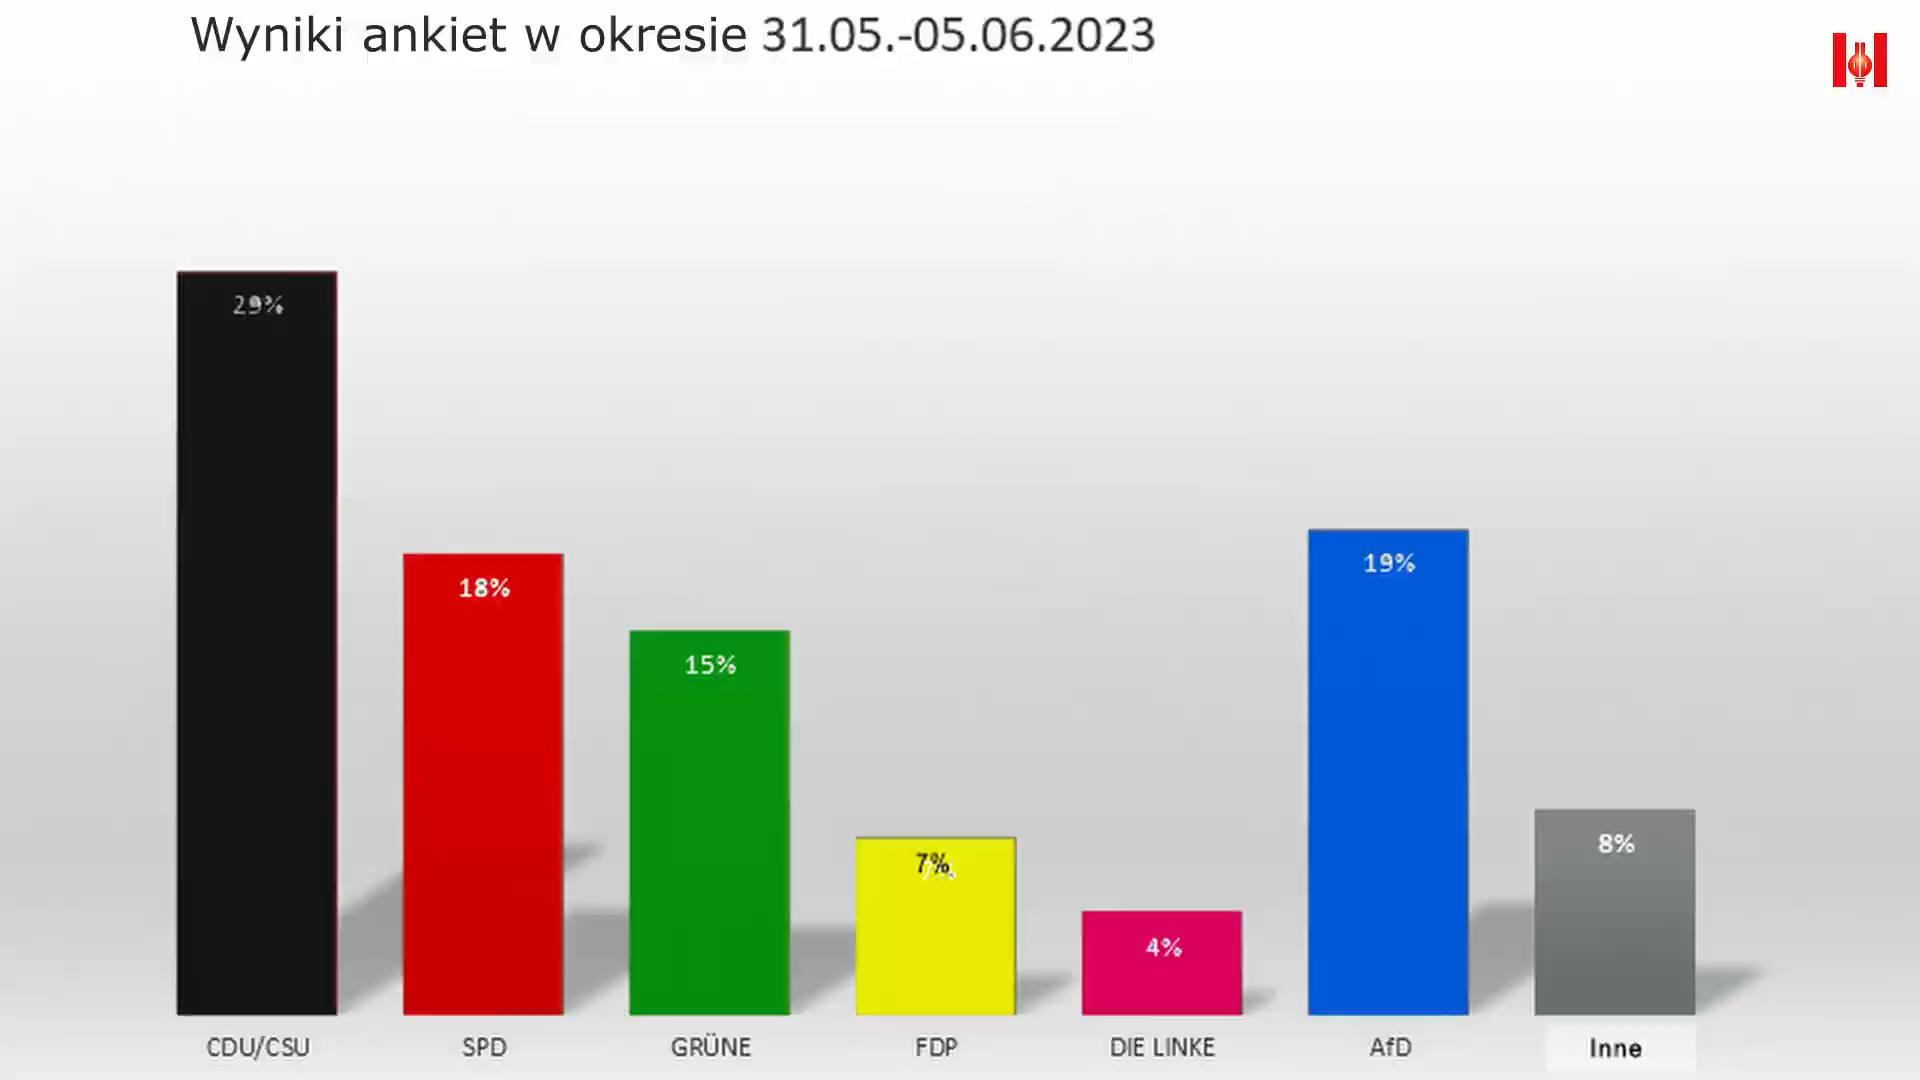 Wyniki ankiet w okresie 31.05.-05.06.2023
29%
18%
15%
7%
4%
19%
8%
CDU/CSU
SPD
GRÜNE
FDP
DIE LINKE
AfD
Inne